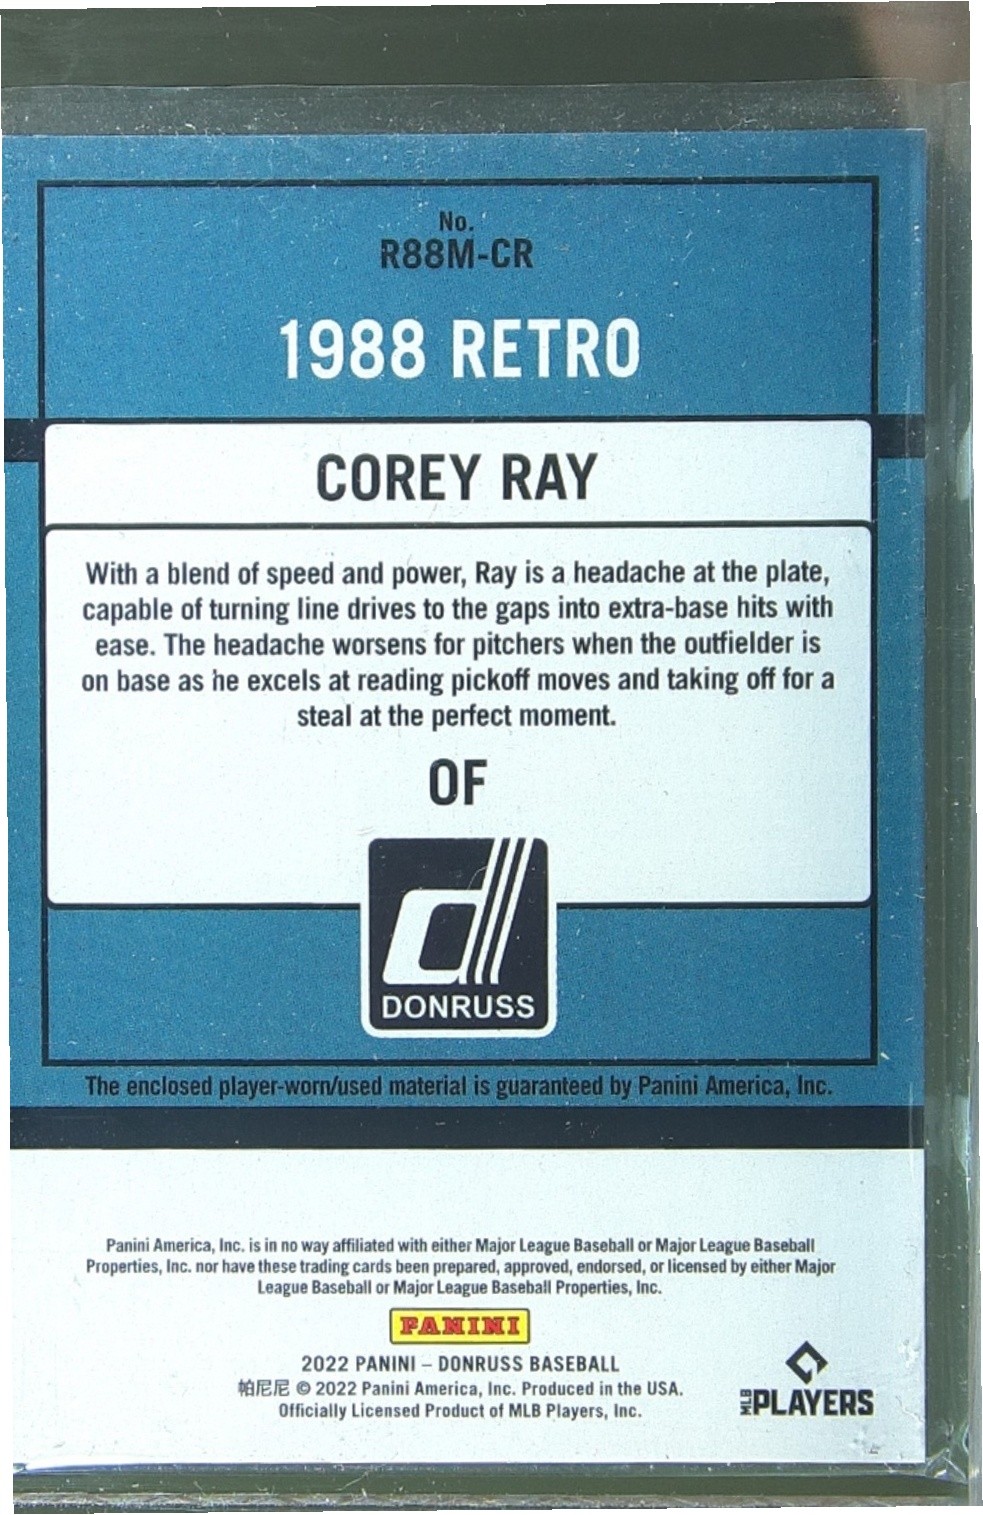 No.
R88M-CR
1988 RETRO
COREY RAY
With a blend of speed and power, Ray is a headache at the plate,
capable of turning line drives to the gaps into extra-base hits with
ease. The headache worsens for pitchers when the outfielder is
on base as he excels at reading pickoff moves and taking off for a
steal at the perfect moment.
OF
d
DONRUSS
The enclosed player-worn/used material is guaranteed by Panini America, Inc.
Panini America, Inc. is in no way affiliated with either Major League Baseball or Major League Baseball
Properties, Inc. nor have these trading cards been prepared, approved, endorsed, or licensed by either Major
League Baseball or Major League Baseball Properties, Inc.
PANINI
2022 PANINI – DONRUSS BASEBALL
帕尼尼 © 2022 Panini America, Inc. Produced in the USA.
Officially Licensed Product of MLB Players, Inc.
MLB PLAYERS